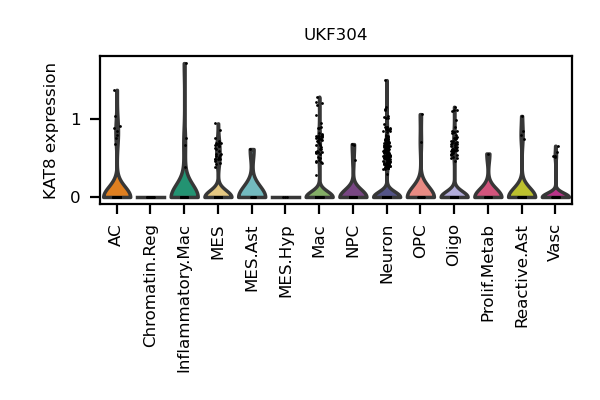 UKF304
KAT8 expression
1
0
AC
Chromatin.Reg
Inflammatory.Mac
MES
MES.Ast
MES.Hyp
Mac
NPC
Neuron
OPC
Oligo
Prolif.Metab
Reactive.Ast
Vasc